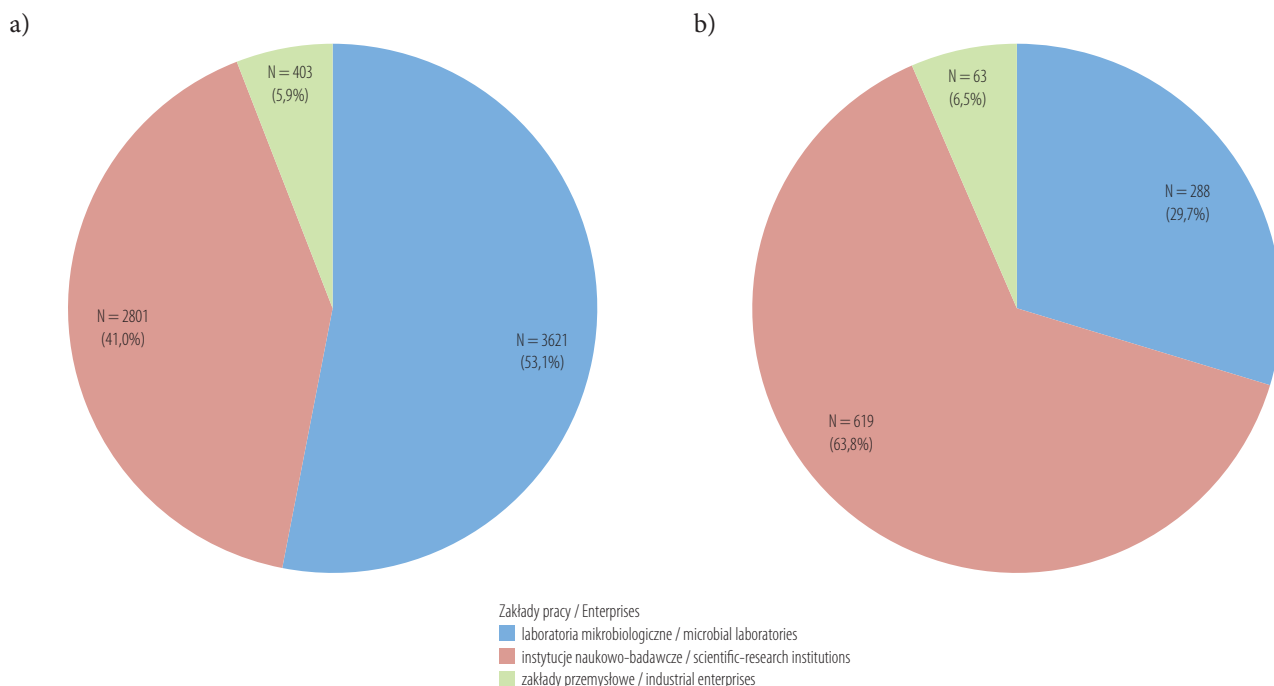 a)
N = 403
(5,9%)
N = 2801
(41,0%)
N = 3621
(53,1%)
b)
N = 63
(6,5%)
N = 288
(29,7%)
N = 619
(63,8%)
Zakłady pracy / Enterprises
laboratoria mikrobiologiczne / microbial laboratories
instytucje naukowo-badawcze / scientific-research institutions
zakłady przemysłowe / industrial enterprises